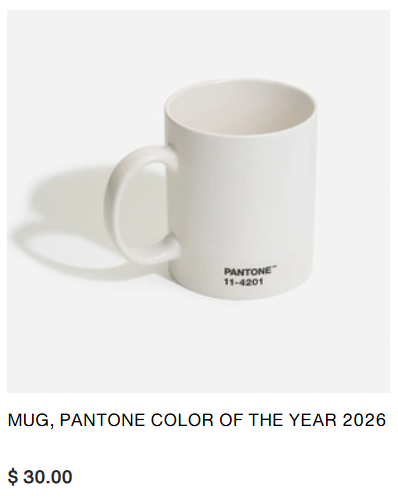 PANTONE™
11-4201
MUG, PANTONE COLOR OF THE YEAR 2026
$ 30.00